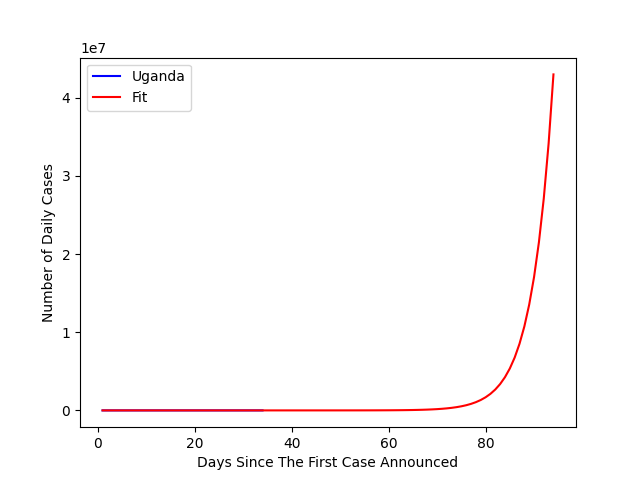 1e7
Uganda
Fit
4
3
2
1
0
Number of Daily Cases
0 20 40 60 80
Days Since The First Case Announced